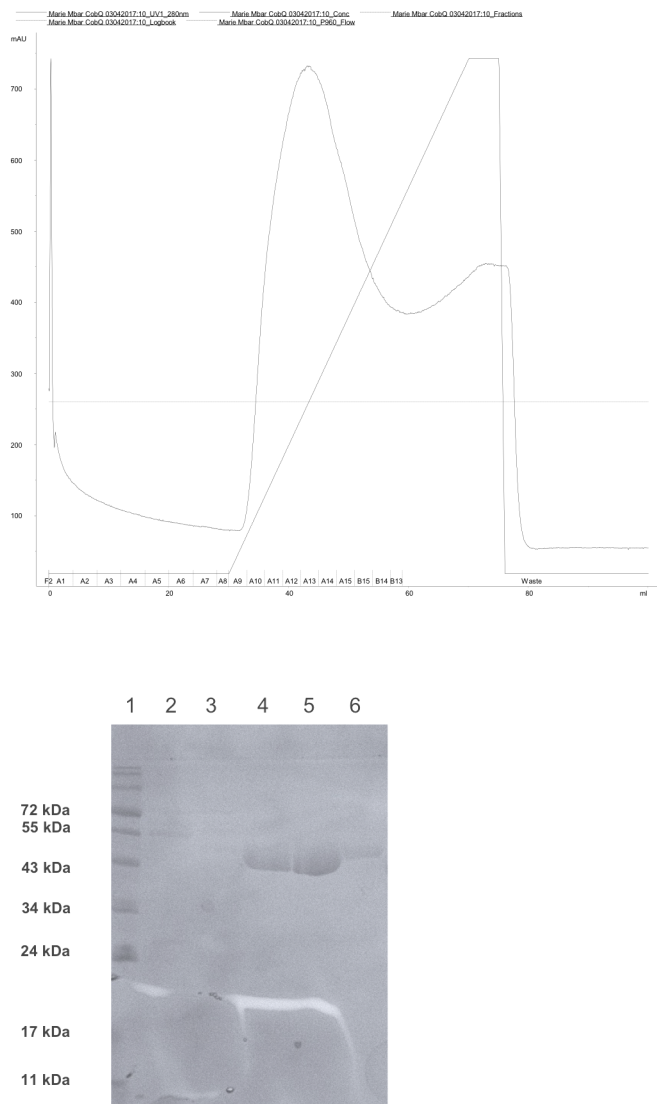 Marie Mbar CobQ 03042017:10_UV1_280nm Marie Mbar CobQ 03042017:10_Conc Marie Mbar CobQ 03042017:10_Fractions
Marie Mbar CobQ 03042017:10_Logbook Marie Mbar CobQ 03042017:10_P960_Flow
mAU
700
600
500
400
300
200
100
F2 A1 A2 A3 A4 A5 A6 A7 A8 A9 A10 A11 A12 A13 A14 A15 B15 B14 B13 Waste
0 20 40 60 80 ml
1 2 3 4 5 6
72 kDa
55 kDa
43 kDa
34 kDa
24 kDa
17 kDa
11 kDa